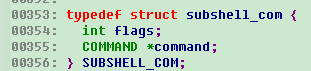 00353: typedef struct subshell_com {
00354:   int flags;
00355:   COMMAND *command;
00356: } SUBSHELL_COM;